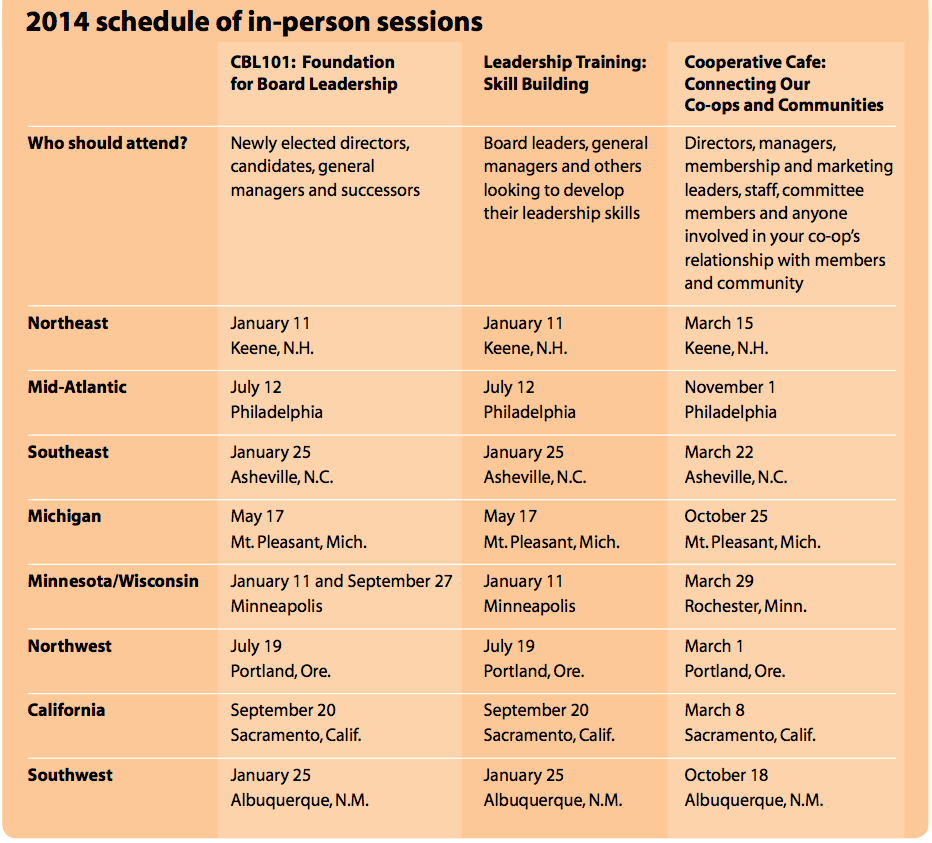 2014 schedule of in-person sessions
CBL101: Foundation
for Board Leadership
Leadership Training:
Skill Building
Cooperative Cafe:
Connecting Our
Co-ops and Communities
Who should attend?
Newly elected directors,
candidates, general
managers and successors
Board leaders, general
managers and others
looking to develop
their leadership skills
Directors, managers,
membership and marketing
leaders, staff, committee
members and anyone
involved in your co-op's
relationship with members
and community
Northeast
January 11
Keene, N.H.
January 11
Keene, N.H.
March 15
Keene, N.H.
Mid-Atlantic
July 12
Philadelphia
July 12
Philadelphia
November 1
Philadelphia
Southeast
January 25
Asheville, N.C.
January 25
Asheville, N.C.
March 22
Asheville, N.C.
Michigan
May 17
Mt. Pleasant, Mich.
May 17
Mt. Pleasant, Mich.
October 25
Mt. Pleasant, Mich.
Minnesota/Wisconsin
January 11 and September 27
Minneapolis
January 11
Minneapolis
March 29
Rochester, Minn.
Northwest
July 19
Portland, Ore.
July 19
Portland, Ore.
March 1
Portland, Ore.
California
September 20
Sacramento, Calif.
September 20
Sacramento, Calif.
March 8
Sacramento, Calif.
Southwest
January 25
Albuquerque, N.M.
January 25
Albuquerque, N.M.
October 18
Albuquerque, N.M.